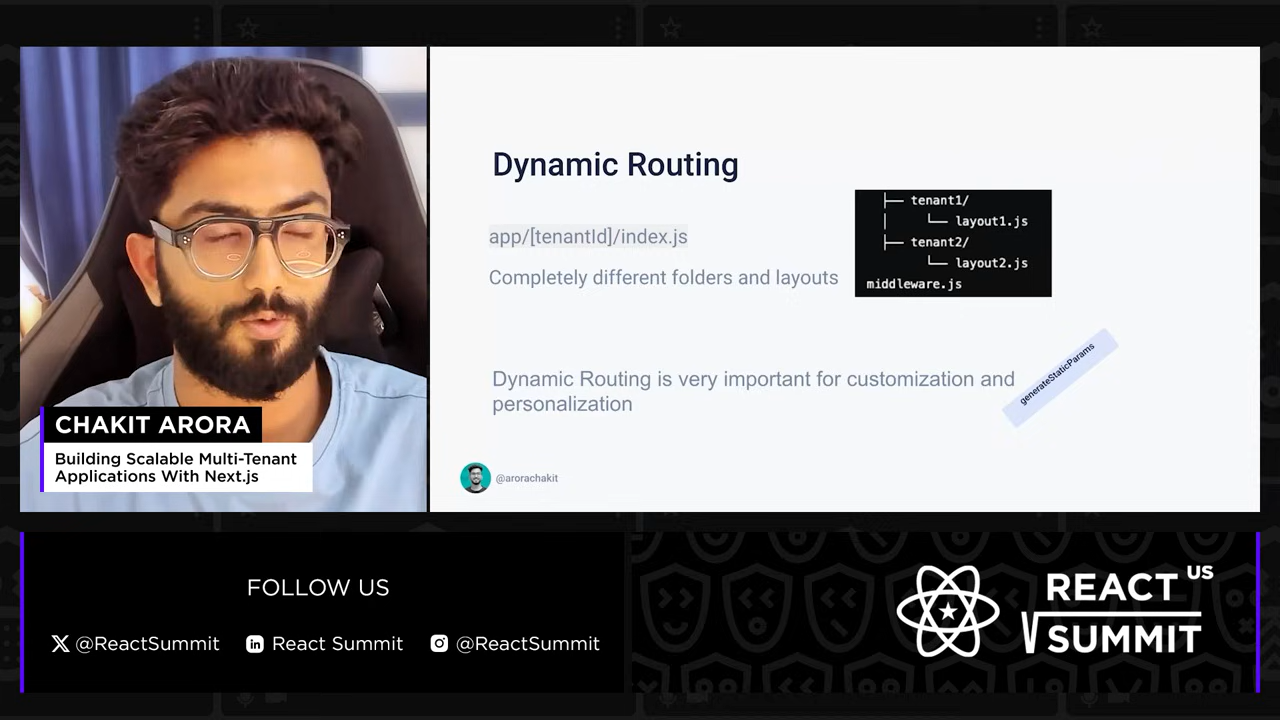 Dynamic Routing
app/[tenantId]/index.js
Completely different folders and layouts
├── tenant1/
│   └── layout1.js
├── tenant2/
    └── layout2.js
middleware.js
Dynamic Routing is very important for customization and
personalization
generateStaticParams
@arorachakit
CHAKIT ARORA
Building Scalable Multi-Tenant
Applications With Next.js
FOLLOW US
@ReactSummit
React Summit
@ReactSummit
REACT US
SUMMIT